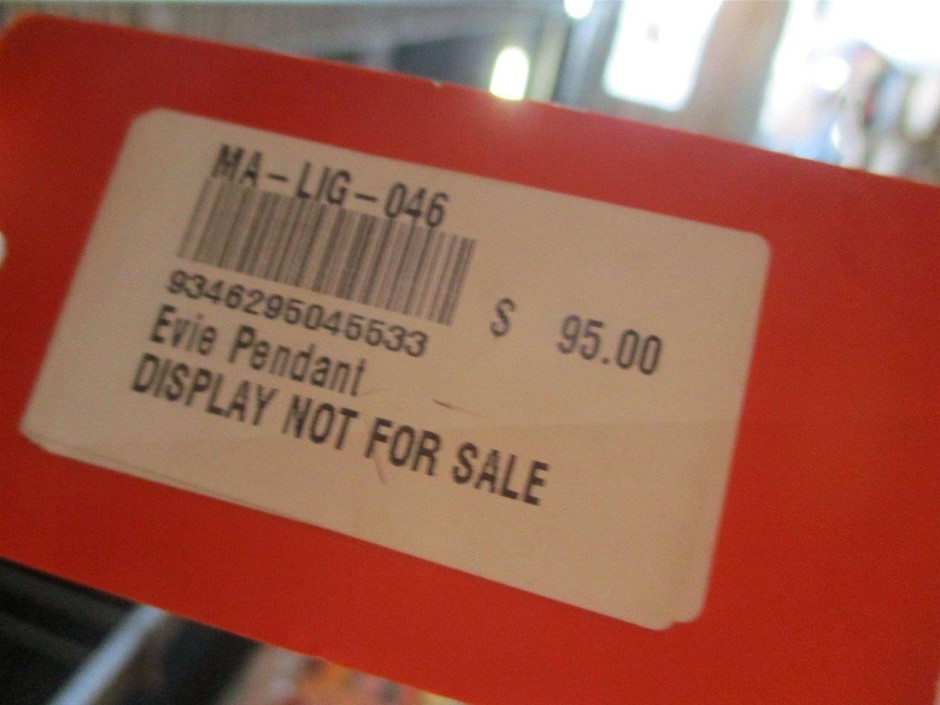 MA-LIG-046
9346295045533
$ 95.00
Evie Pendant
DISPLAY NOT FOR SALE